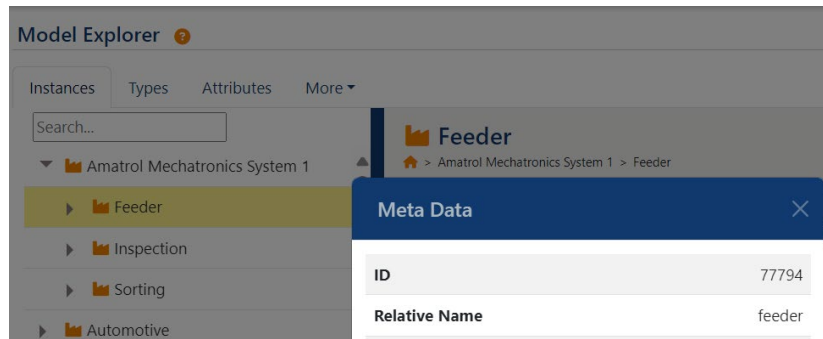 Model Explorer ?
Instances Types Attributes More
Search...
Amatrol Mechatronics System 1
Feeder
Inspection
Sorting
Automotive
Feeder
> Amatrol Mechatronics System 1 > Feeder
Meta Data
ID 77794
Relative Name feeder